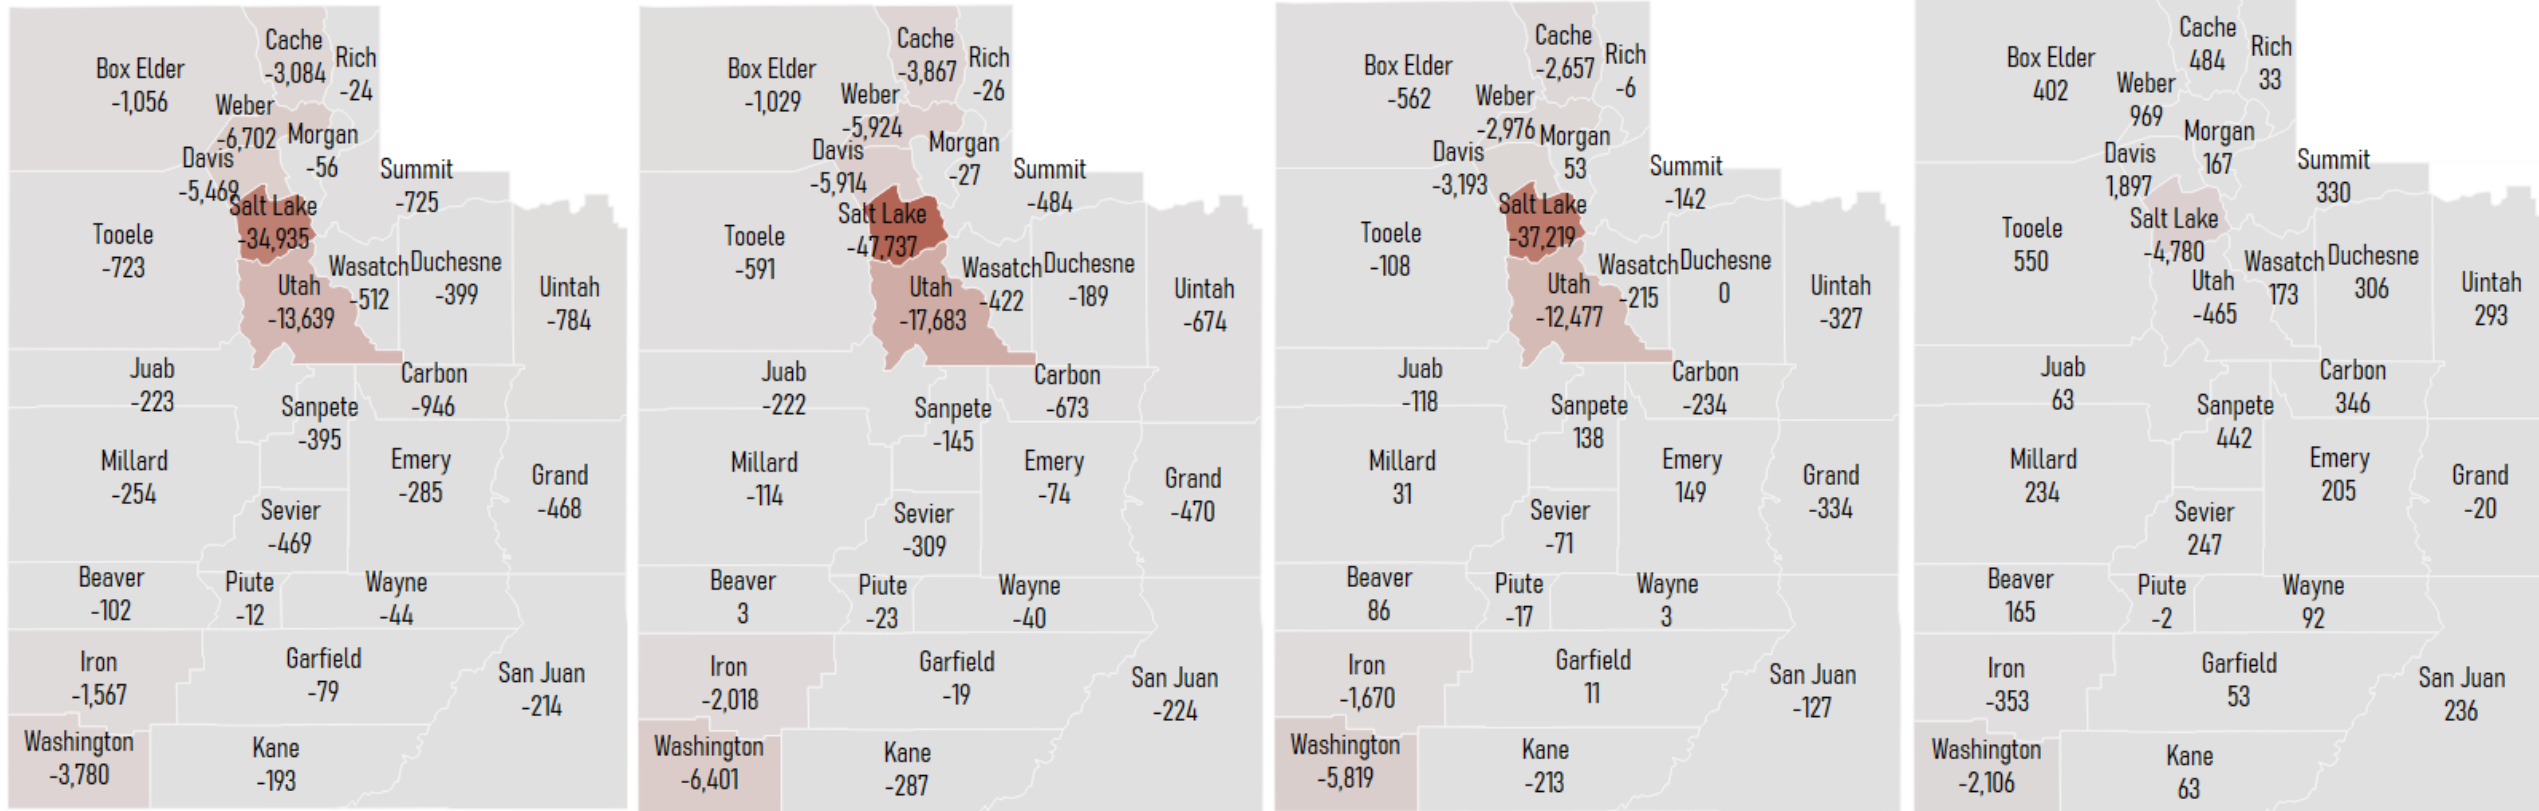 Cache
-3,084
Rich
-24
Box Elder
-1,056
Weber
-6,702
Morgan
-56
Davis
-5,469
Summit
-725
Salt Lake
-34,935
Tooele
-723
Wasatch
-512
Duchesne
-399
Uintah
-784
Utah
-13,639
Juab
-223
Carbon
-946
Sanpete
-395
Millard
-254
Emery
-285
Grand
-468
Sevier
-469
Beaver
-102
Piute
-12
Wayne
-44
Iron
-1,567
Garfield
-79
San Juan
-214
Washington
-3,780
Kane
-193
Cache
-3,867
Rich
-26
Box Elder
-1,029
Weber
-5,924
Morgan
-27
Davis
-5,914
Summit
-484
Salt Lake
-47,737
Tooele
-591
Wasatch
-422
Duchesne
-189
Uintah
-674
Utah
-17,683
Juab
-222
Carbon
-673
Sanpete
-145
Millard
-114
Emery
-74
Grand
-470
Sevier
-309
Beaver
3
Piute
-23
Wayne
-40
Iron
-2,018
Garfield
-19
San Juan
-224
Washington
-6,401
Kane
-287
Cache
-2,657
Rich
-6
Box Elder
-562
Weber
-2,976
Morgan
53
Davis
-3,193
Summit
-142
Salt Lake
-37,219
Tooele
-108
Wasatch
-215
Duchesne
0
Uintah
-327
Utah
-12,477
Juab
-118
Carbon
-234
Sanpete
138
Millard
31
Emery
149
Grand
-334
Sevier
-71
Beaver
86
Piute
-17
Wayne
3
Iron
-1,670
Garfield
11
San Juan
-127
Washington
-5,819
Kane
-213
Cache
484
Rich
33
Box Elder
402
Weber
969
Morgan
167
Davis
1,897
Summit
330
Salt Lake
-4,780
Tooele
550
Wasatch
173
Duchesne
306
Uintah
293
Utah
-465
Juab
63
Carbon
346
Sanpete
442
Millard
234
Emery
205
Grand
-20
Sevier
247
Beaver
165
Piute
-2
Wayne
92
Iron
-353
Garfield
53
San Juan
236
Washington
-2,106
Kane
63